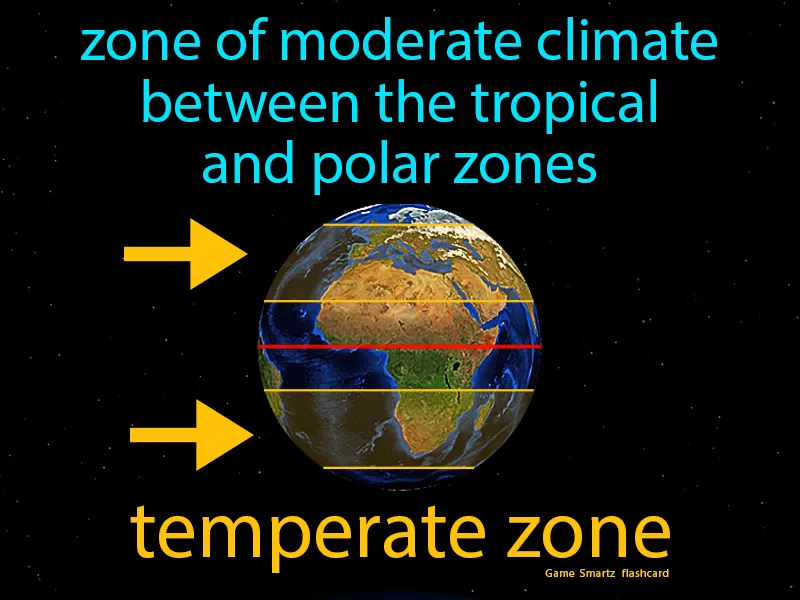 zone of moderate climate
between the tropical
and polar zones
temperate zone
Game Smartz flashcard